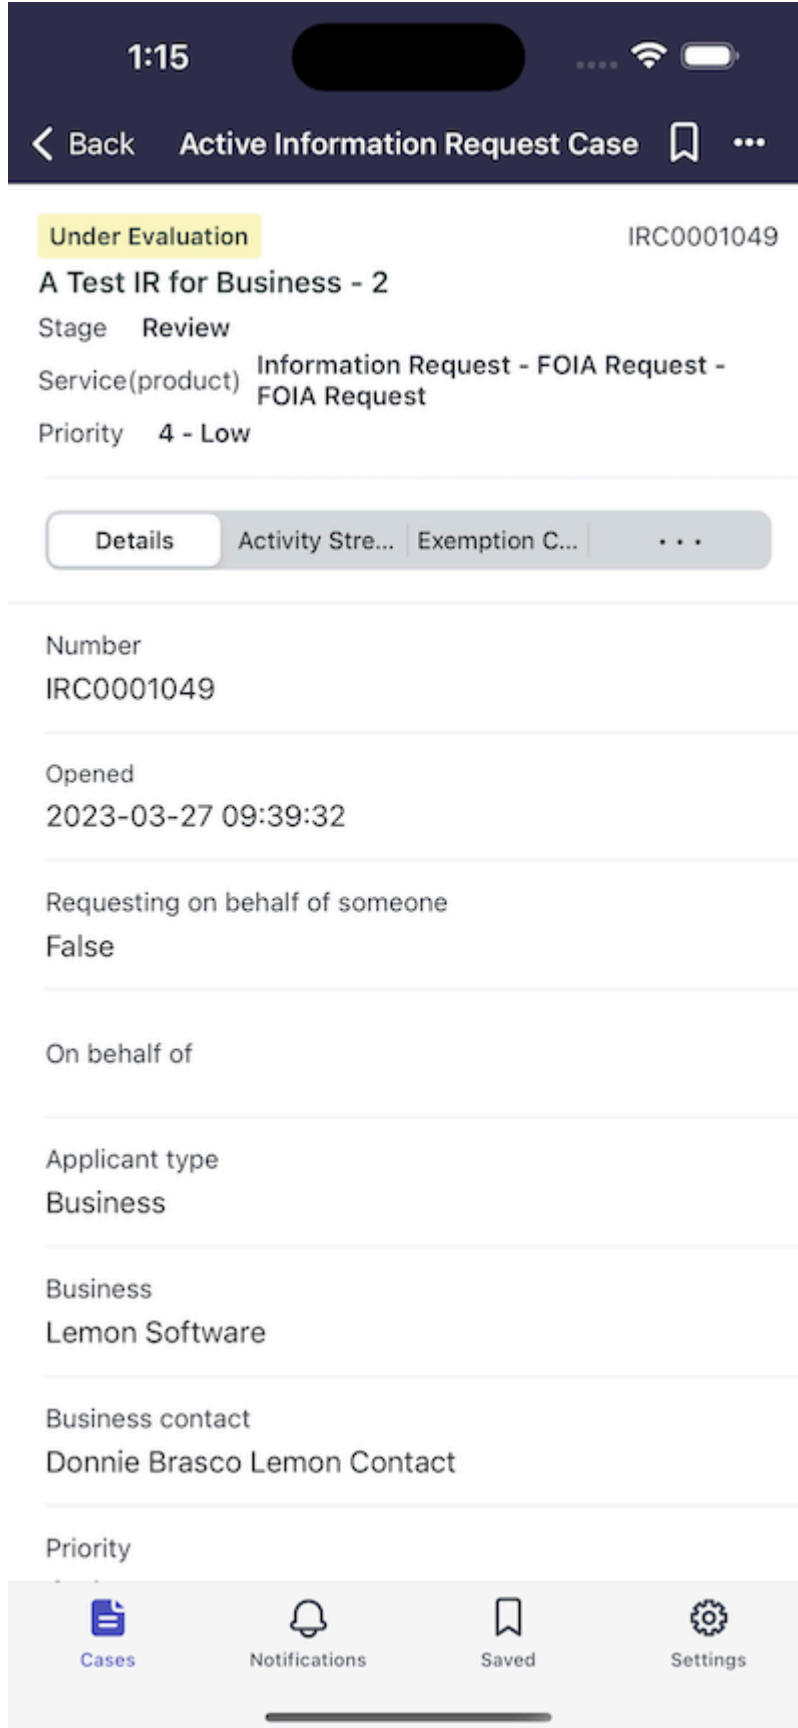 1:15
Back Active Information Request Case
Under Evaluation IRC0001049
A Test IR for Business - 2
Stage Review
Service(product) Information Request - FOIA Request -
FOIA Request
Priority 4 - Low
Details Activity Stre... Exemption C... ...
Number
IRC0001049
Opened
2023-03-27 09:39:32
Requesting on behalf of someone
False
On behalf of
Applicant type
Business
Business
Lemon Software
Business contact
Donnie Brasco Lemon Contact
Priority
Cases Notifications Saved Settings